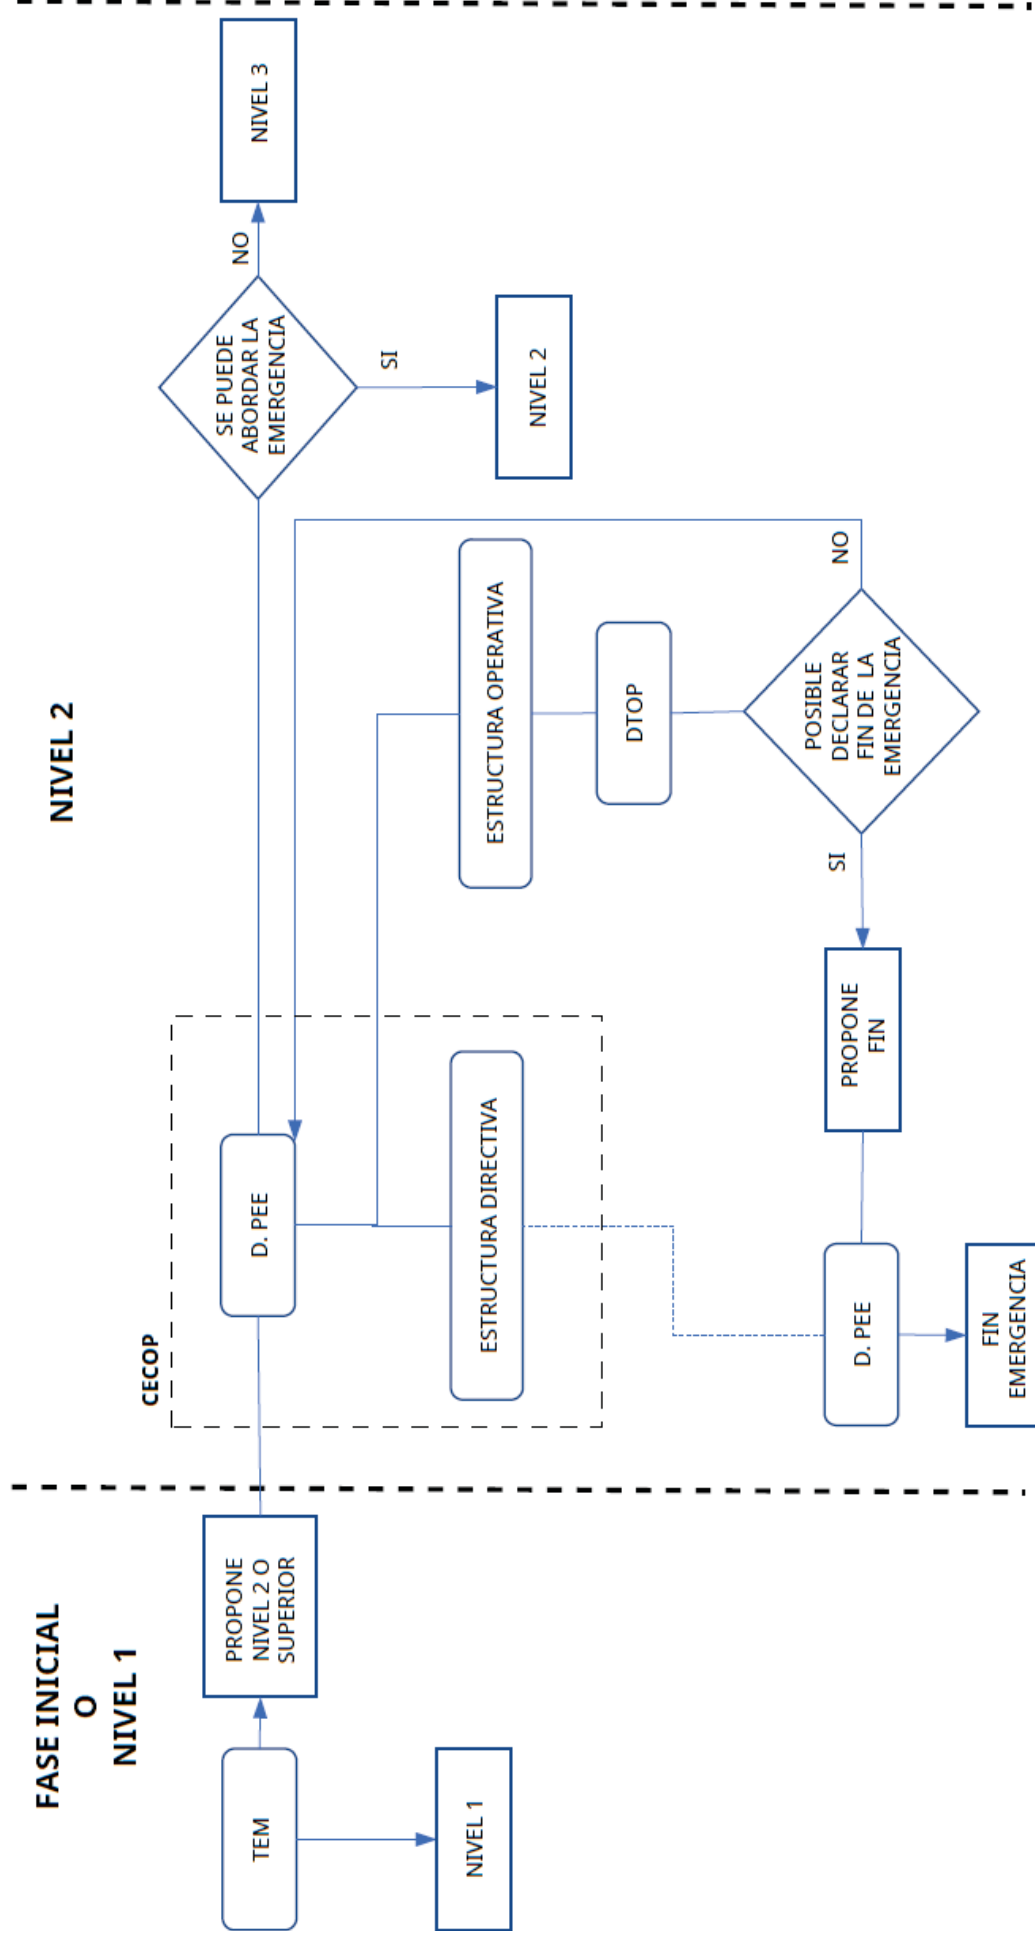 FASE INICIAL
O
NIVEL 1
NIVEL 2
TEM
PROPONE
NIVEL 2 O
SUPERIOR
NIVEL 1
CECOP
D. PEE
ESTRUCTURA DIRECTIVA
SE PUEDE
ABORDAR LA
EMERGENCIA
NO
NIVEL 3
SI
NIVEL 2
ESTRUCTURA OPERATIVA
DTOP
POSIBLE
DECLARAR
FIN DE LA
EMERGENCIA
NO
SI
PROPONE
FIN
D. PEE
FIN
EMERGENCIA